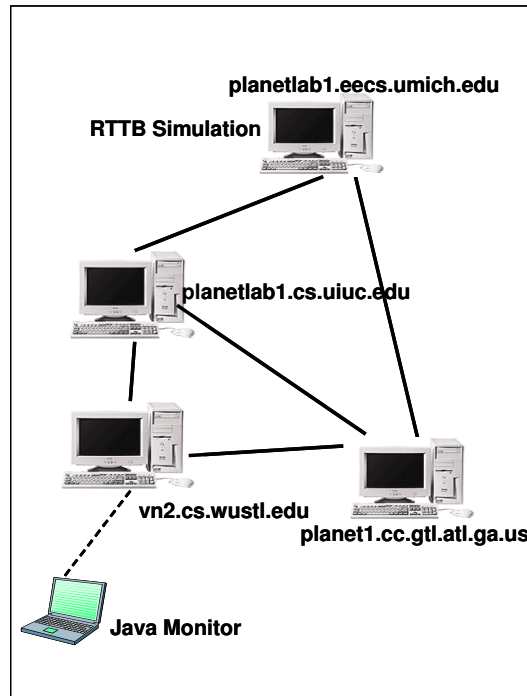 planetlab1.eecs.umich.edu
RTTB Simulation
planetlab1.cs.uiuc.edu
vn2.cs.wustl.edu
planet1.cc.gtl.atl.ga.us
Java Monitor